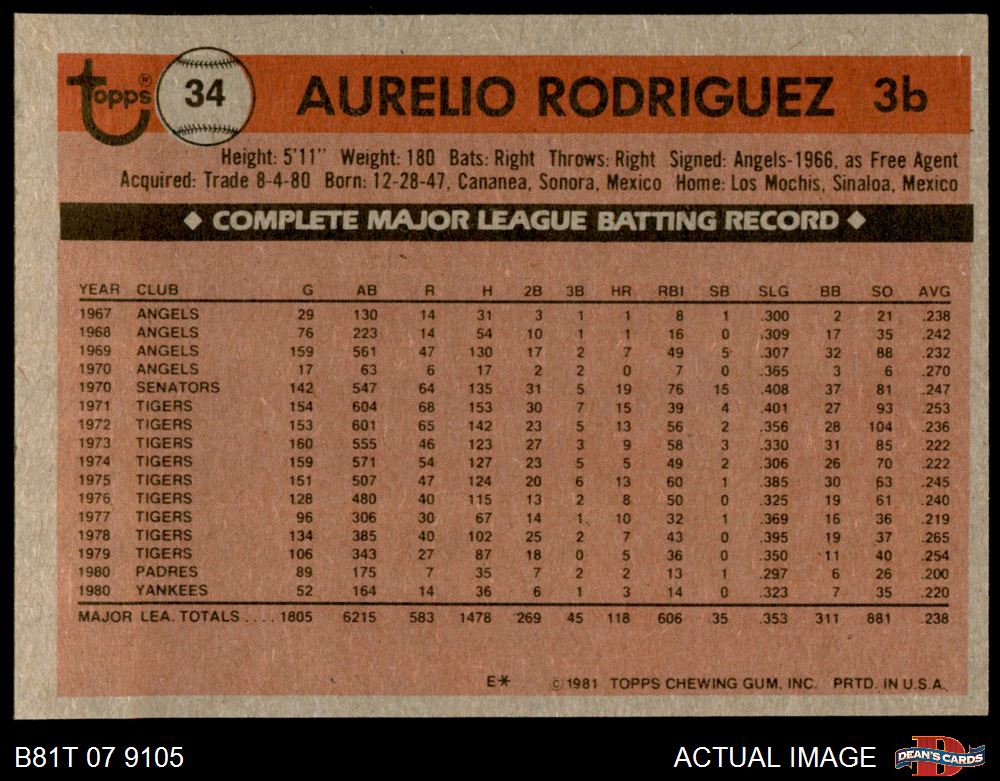 Topps® 34 AURELIO RODRIGUEZ 3b
Height: 5'11" Weight: 180 Bats: Right Throws: Right Signed: Angels-1966, as Free Agent
Acquired: Trade 8-4-80 Born: 12-28-47, Cananea, Sonora, Mexico Home: Los Mochis, Sinaloa, Mexico
◆ COMPLETE MAJOR LEAGUE BATTING RECORD ◆
YEAR CLUB G AB R H 2B 3B HR RBI SB SLG BB SO AVG
1967 ANGELS 29 130 14 31 3 1 1 8 1 .300 2 21 .238
1968 ANGELS 76 223 14 54 10 1 1 16 0 .309 17 35 .242
1969 ANGELS 159 561 47 130 17 2 7 49 5 .307 32 88 .232
1970 ANGELS 17 63 6 17 2 2 0 7 0 .365 3 6 .270
1970 SENATORS 142 547 64 135 31 5 19 76 15 .408 37 81 .247
1971 TIGERS 154 604 68 153 30 7 15 39 4 .401 27 93 .253
1972 TIGERS 153 601 65 142 23 5 13 56 2 .356 28 104 .236
1973 TIGERS 160 555 46 123 27 3 9 58 3 .330 31 85 .222
1974 TIGERS 159 571 54 127 23 5 5 49 2 .306 26 70 .222
1975 TIGERS 151 507 47 124 20 6 13 60 1 .385 30 63 .245
1976 TIGERS 128 480 40 115 13 2 8 50 0 .325 19 61 .240
1977 TIGERS 96 306 30 67 14 1 10 32 1 .369 16 36 .219
1978 TIGERS 134 385 40 102 25 2 7 43 0 .395 19 37 .265
1979 TIGERS 106 343 27 87 18 0 5 36 0 .350 11 40 .254
1980 PADRES 89 175 7 35 7 2 2 13 1 .297 6 26 .200
1980 YANKEES 52 164 14 36 6 1 3 14 0 .323 7 35 .220
MAJOR LEA. TOTALS .... 1805 6215 583 1478 269 45 118 606 35 .353 311 881 .238
E* © 1981 TOPPS CHEWING GUM, INC. PRTD. IN U.S.A.
B81T 07 9105 ACTUAL IMAGE DEAN'S CARDS